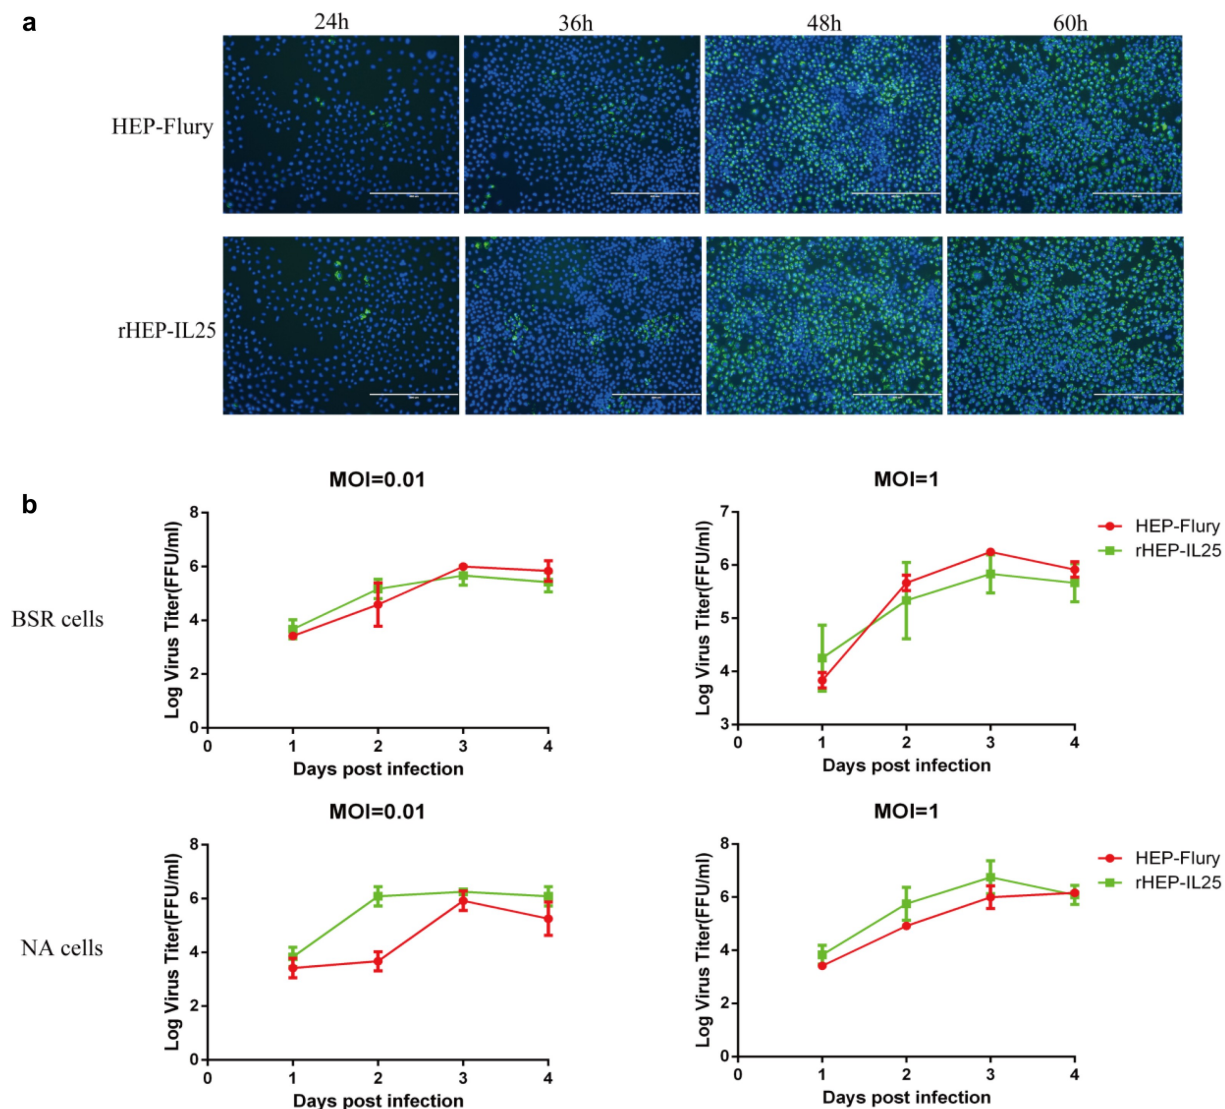 a
24h 36h 48h 60h
HEP-Flury
rHEP-IL25
b
MOI=0.01
BSR cells
Log Virus Titer(FFU/ml)
8
6
4
2
0
0 1 2 3 4
Days post infection
MOI=1
Log Virus Titer(FFU/ml)
7
6
5
4
3
0 1 2 3 4
Days post infection
HEP-Flury
rHEP-IL25
MOI=0.01
NA cells
Log Virus Titer(FFU/ml)
8
6
4
2
0
0 1 2 3 4
Days post infection
MOI=1
Log Virus Titer(FFU/ml)
8
6
4
2
0
0 1 2 3 4
Days post infection
HEP-Flury
rHEP-IL25